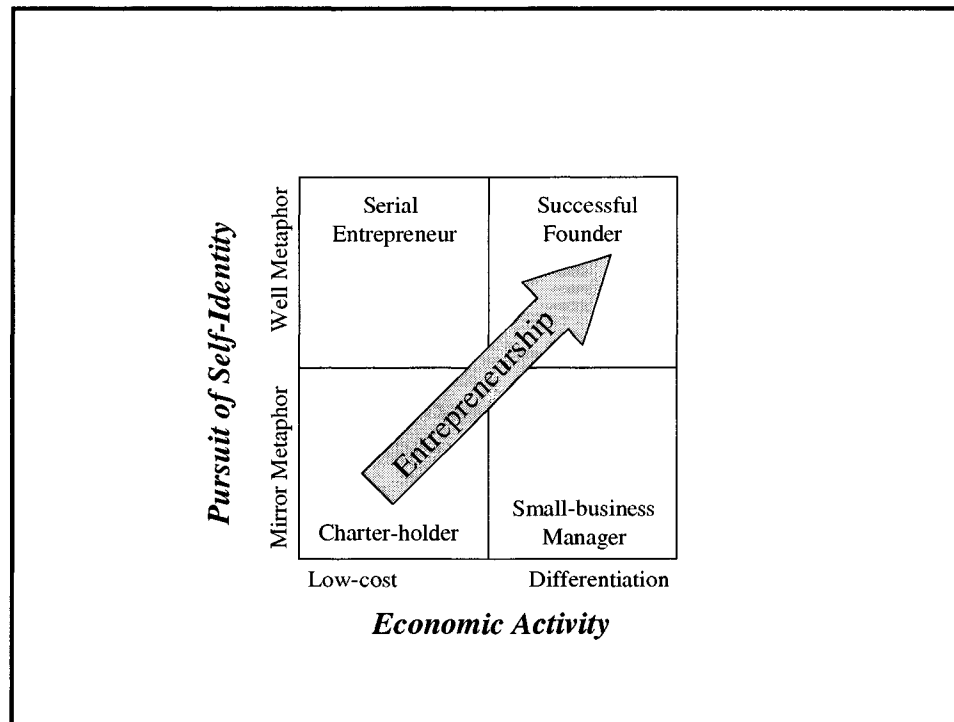 Pursuit of Self-Identity
Well Metaphor
Mirror Metaphor
Serial
Entrepreneur
Successful
Founder
Entrepreneurship
Charter-holder
Small-business
Manager
Low-cost
Differentiation
Economic Activity